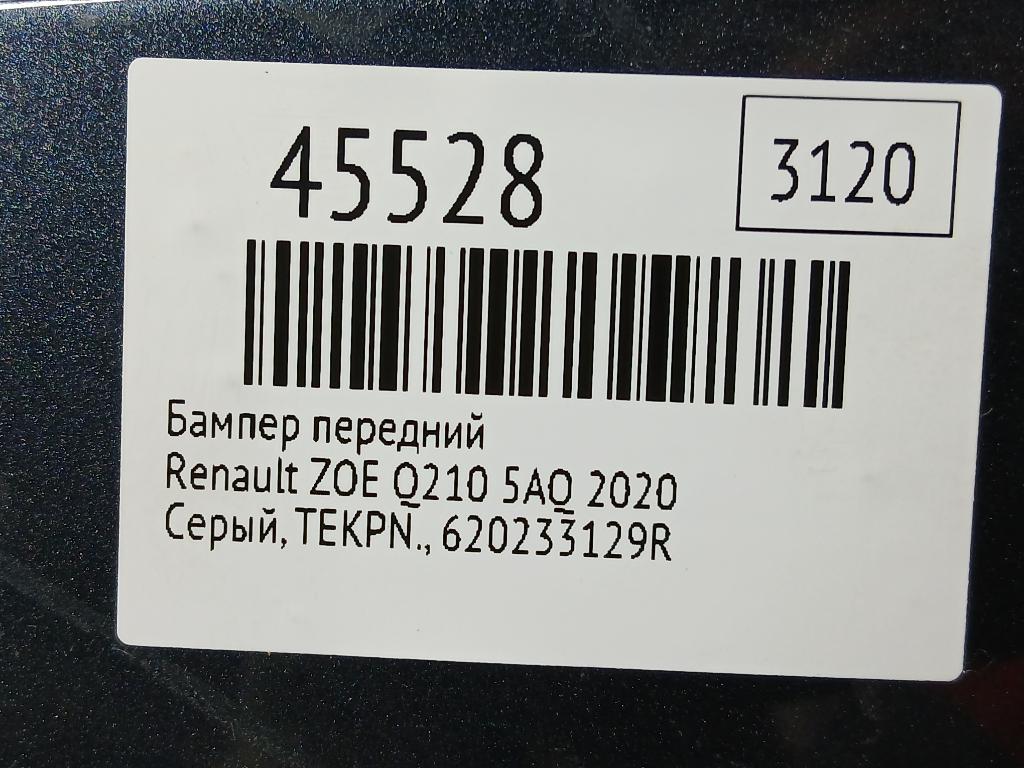 45528
3120
Бампер передний
Renault ZOE Q210 5AQ 2020
Серый, TEKPN., 620233129R